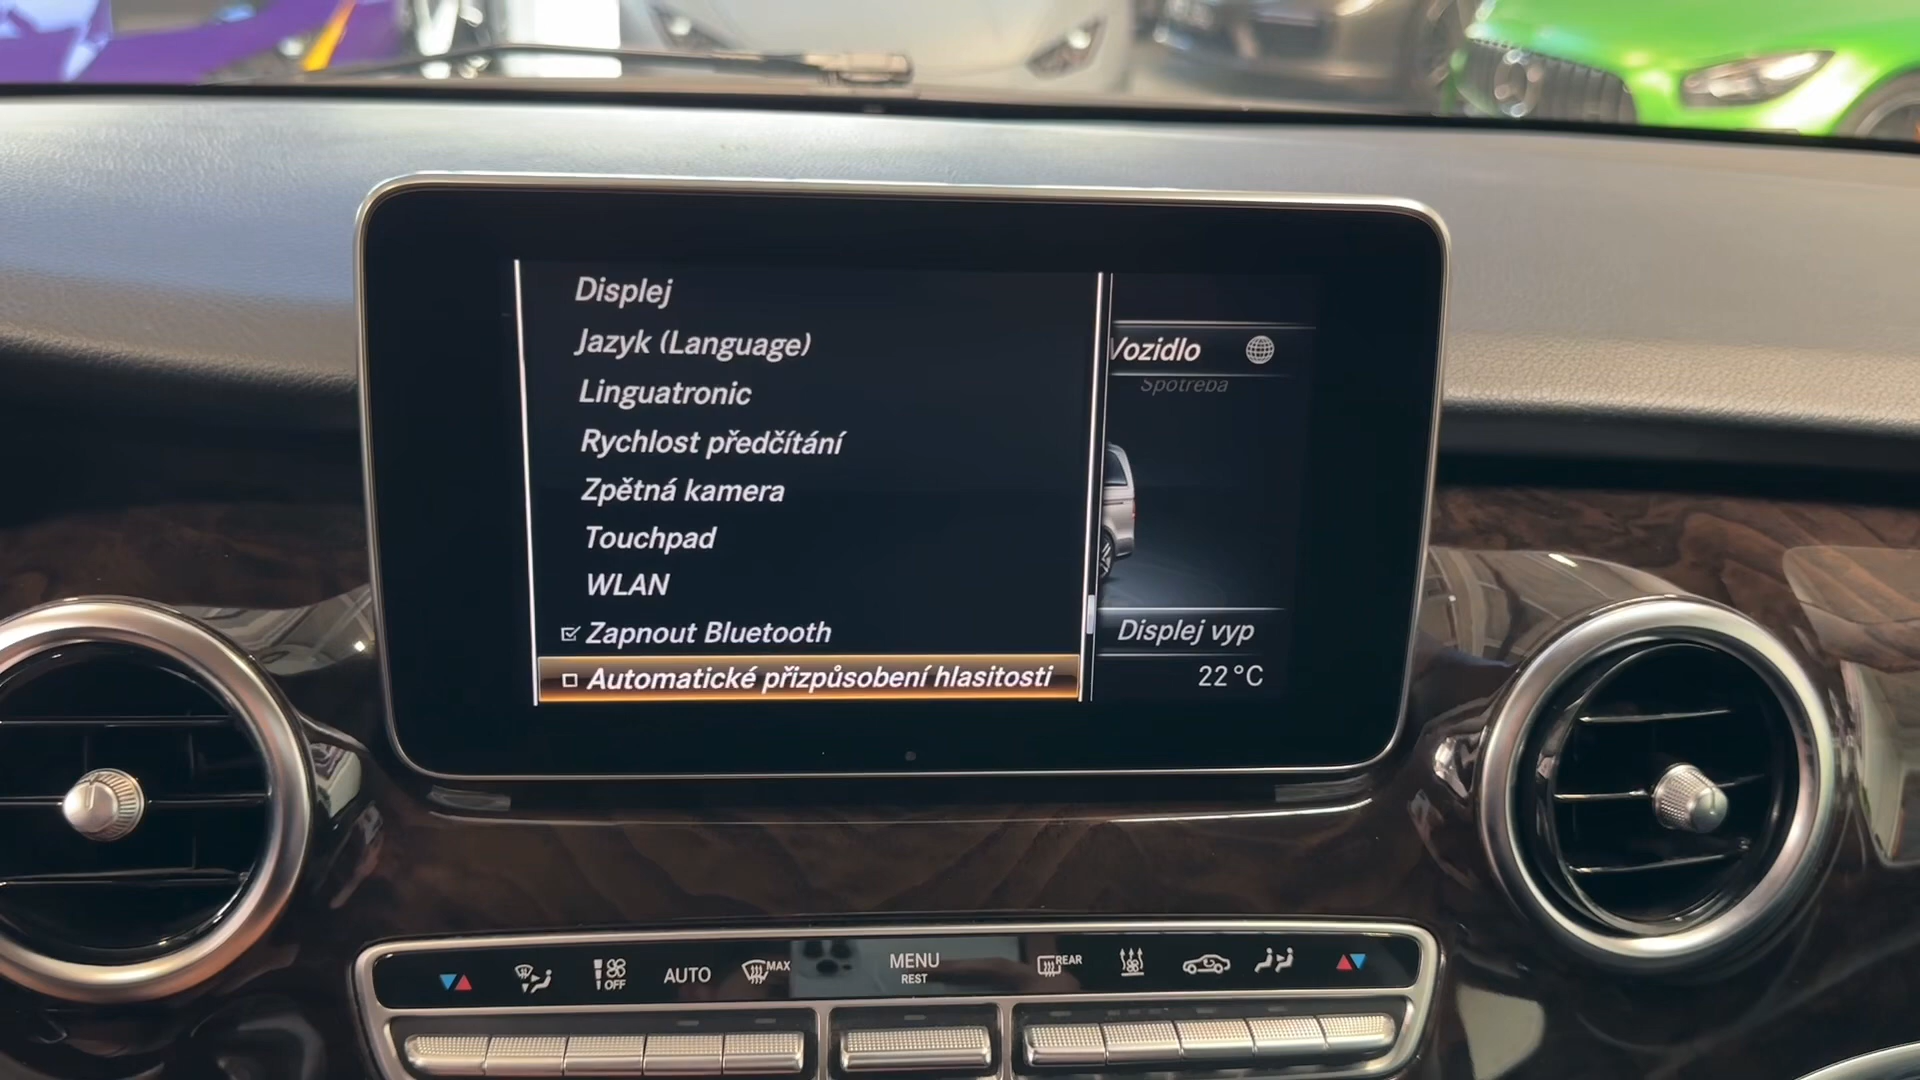 Displej
Jazyk (Language)
Linguatronic
Rychlost předčítání
Zpětná kamera
Touchpad
WLAN
Zapnout Bluetooth
Automatické přizpůsobení hlasitosti
Vozidlo
Spotřeba
Displej vyp
22°C
OFF
AUTO
MAX
MENU
REST
REAR